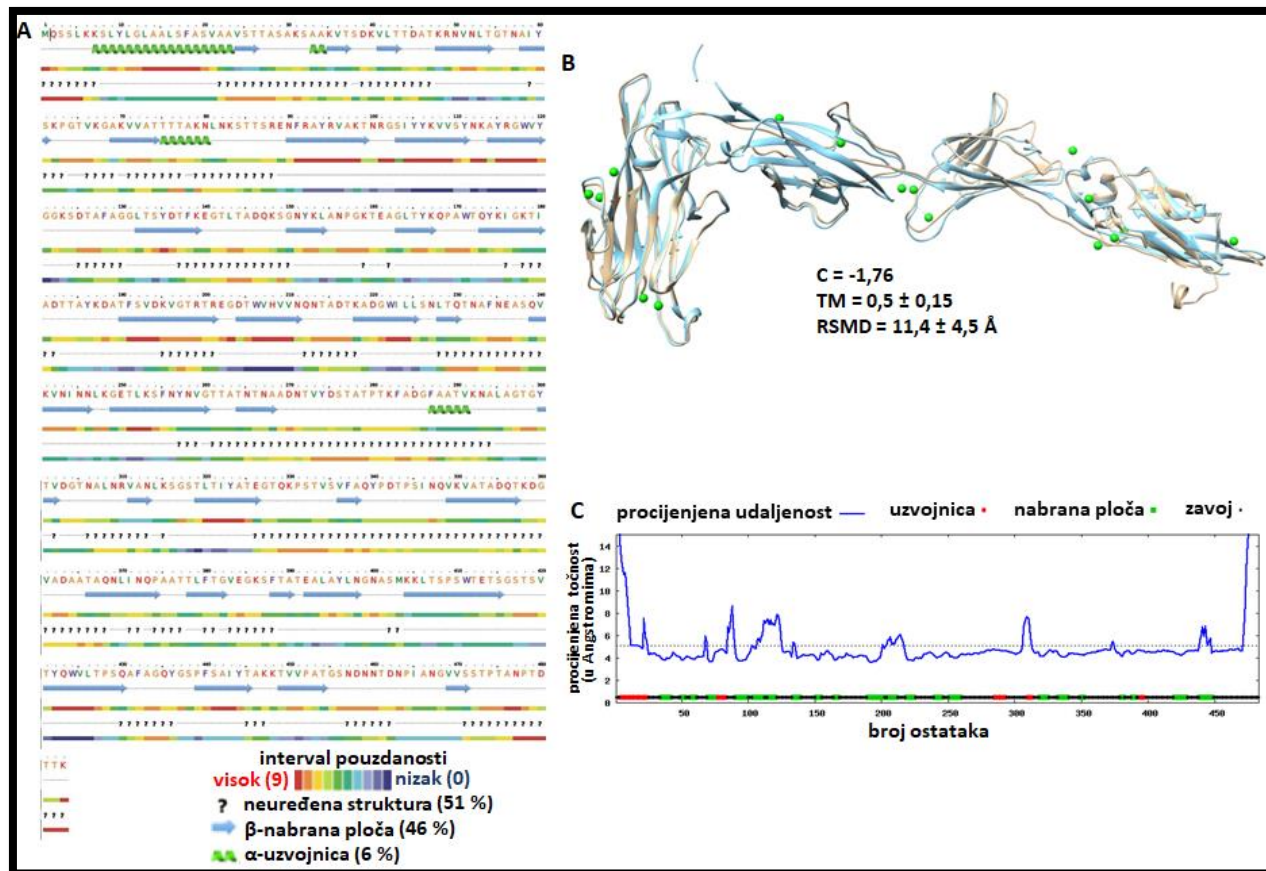 A
MQSSLKKSLYLGLAALSFASVAAVSTTASAKSAAKVTSDKVLTTDATKRNVNLTGTNAIY
SKPGTVKGAKVVATTTTAKNLNKSTTSRENFRAYRVAKTNRGSIYYKVVSYNKAYRGWVY
GGKSDTAFAGGLTSYDTFKEGTLTADQKSGNYKLANPGKTEAGLTYKQPAWTQYKIGKTI
ADTTAYKDATFSVDKVGTRTREGDTWVHVVNQNTADTKADGWILLSNLTQTNAFNEASQV
KVNINNLKGETLKSFNYNVGTTATNTNAADNTVYDSTATPTKFADGFAATVKNALAGTGY
TVDGTNALNRVANLKSGSTLTIYATEGTQKPSTVSVFAQYPDTPSINQVKVATADQTKDG
VADAATAQNLINQPAATTLFTGVEGKSFTATEALAYLNGNASMKKLTSPSWTETSGSTSV
TYQWVLTPSQAFAGQYGSPFSAIYTAKKTVVPATGSNDNNTDNPIANGVVSSTPTANPTD
TTK
interval pouzdanosti
visok (9) nizak (0)
? neuređena struktura (51 %)
β-nabrana ploča (46 %)
α-uzvojnica (6 %)
B
C = -1,76
TM = 0,5 ± 0,15
RSMD = 11,4 ± 4,5 Å
C
procijenjena udaljenost uzvojnica nabrana ploča zavoj
procijenjena točnost
(u Angstromima)
14
12
10
8
6
4
2
0
50 100 150 200 250 300 350 400 450
broj ostataka